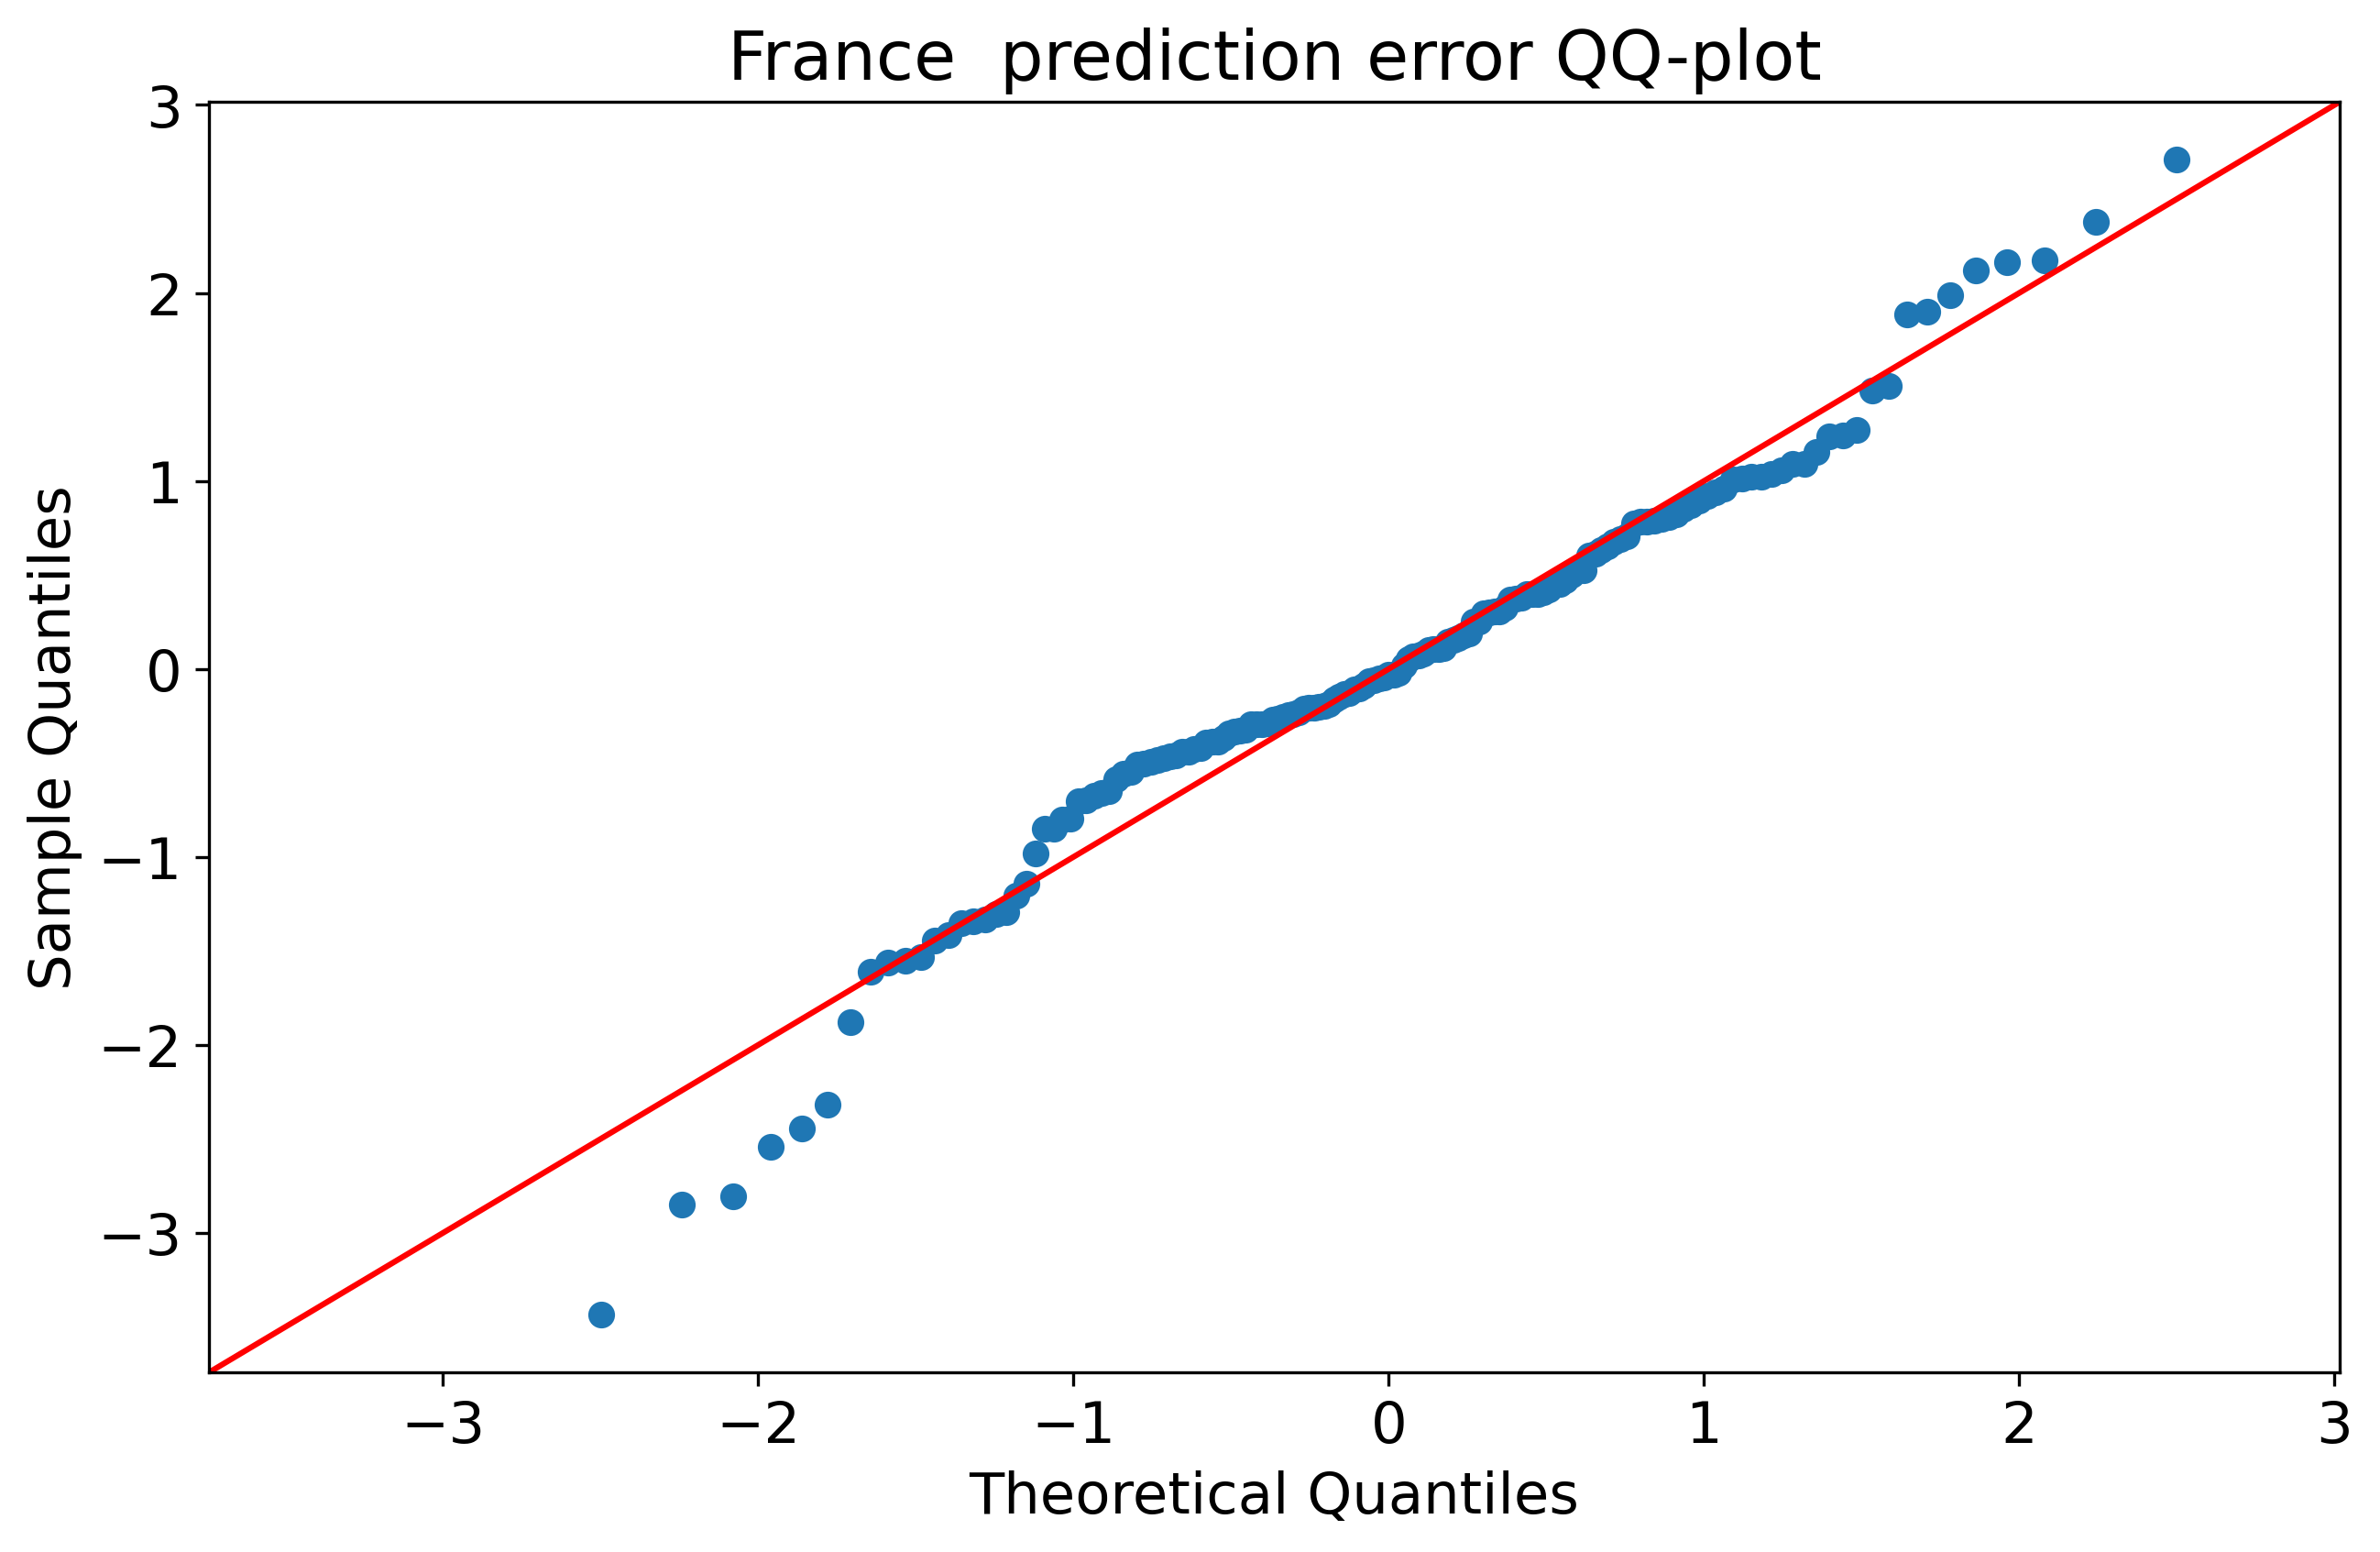 France   prediction error QQ-plot
3
2
1
0
−1
−2
−3
Sample Quantiles
−3 −2 −1 0 1 2 3
Theoretical Quantiles